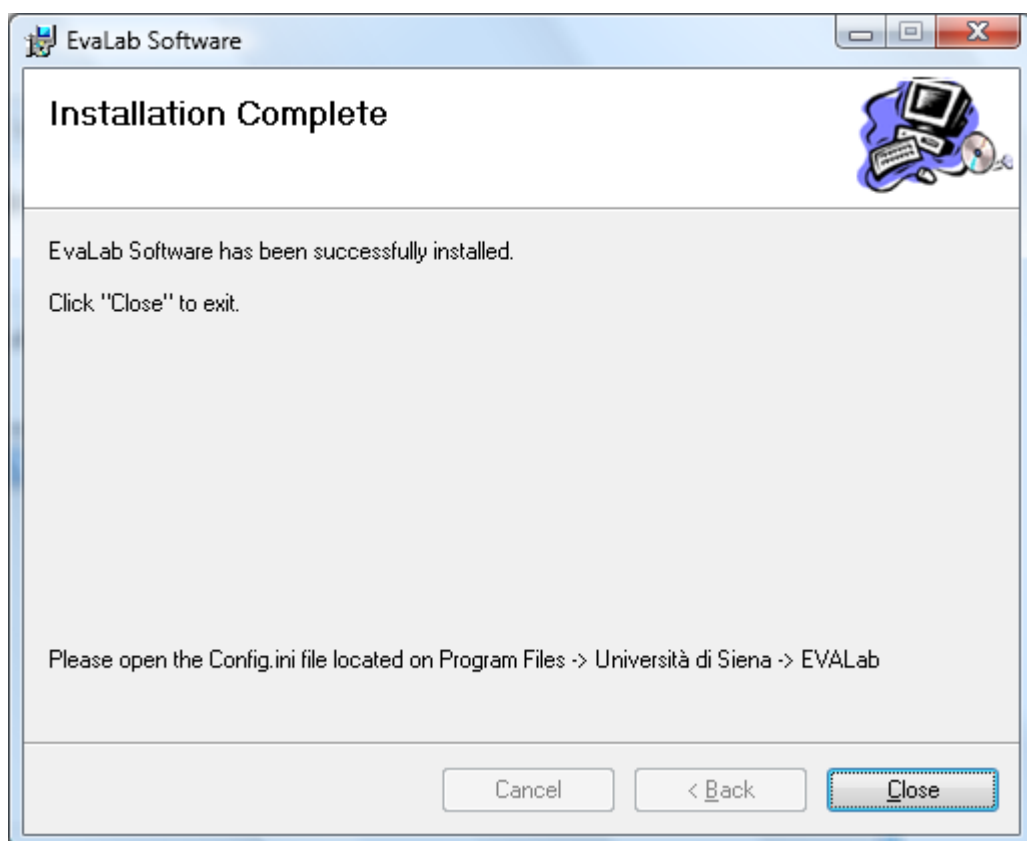 EvaLab Software
Installation Complete
EvaLab Software has been successfully installed.
Click "Close" to exit.
Please open the Config.ini file located on Program Files -> Università di Siena -> EVALab
Cancel
< Back
Close